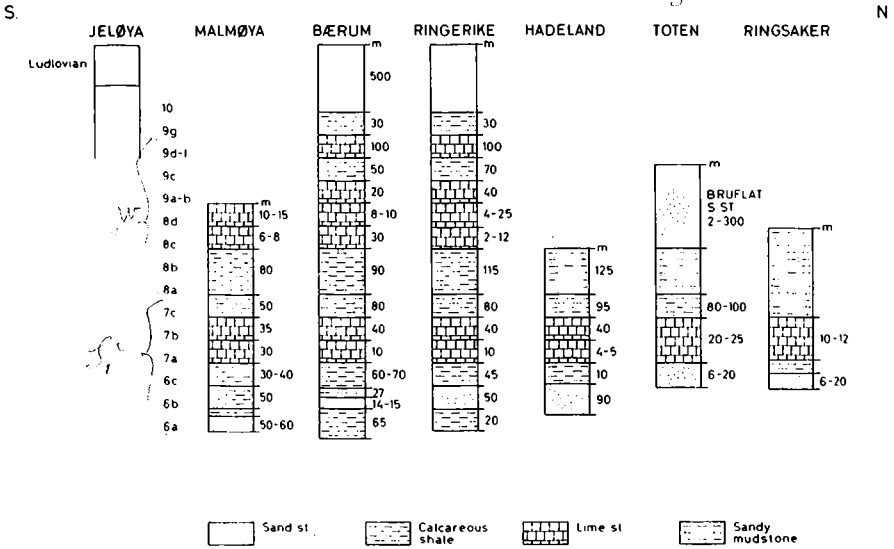 S. N
JELØYA MALMØYA BÆRUM RINGERIKE HADELAND TOTEN RINGSAKER
m m
Ludlovian
500
10
30 30
9g
100 100
9d-f
50 70
9c
m
20 40
9a-b
BRUFLAT
S ST
2-300
m
10-15 8-10 4-25
8d
m
6-8 30 2-12
8c
m
8b
80 90 115 125
8a
50 80 80 95 80-100
7c
35 40 40 40
7b
20-25 10-12
30 10 10 4-5
7a
30-40 60-70 45 10 6-20
6c
6-20
27
50 14-15 50 90
6b
65 20
6a
50-60
Sand st Calcareous shale Lime st Sandy mudstone